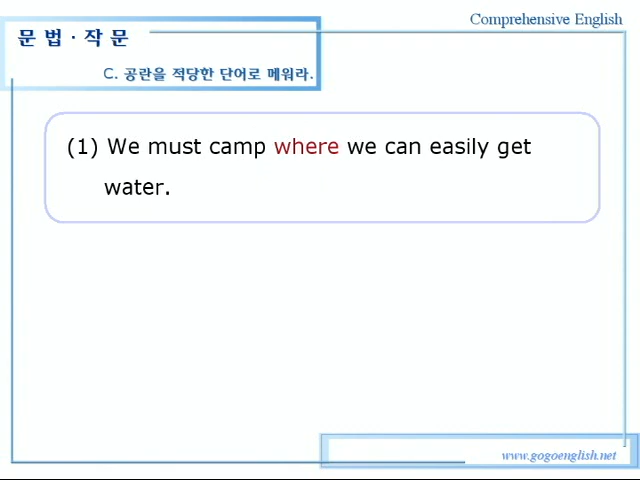 Comprehensive English
문 법 · 작 문
C. 공란을 적당한 단어로 메워라.
(1) We must camp where we can easily get
water.
www.gogoenglish.net